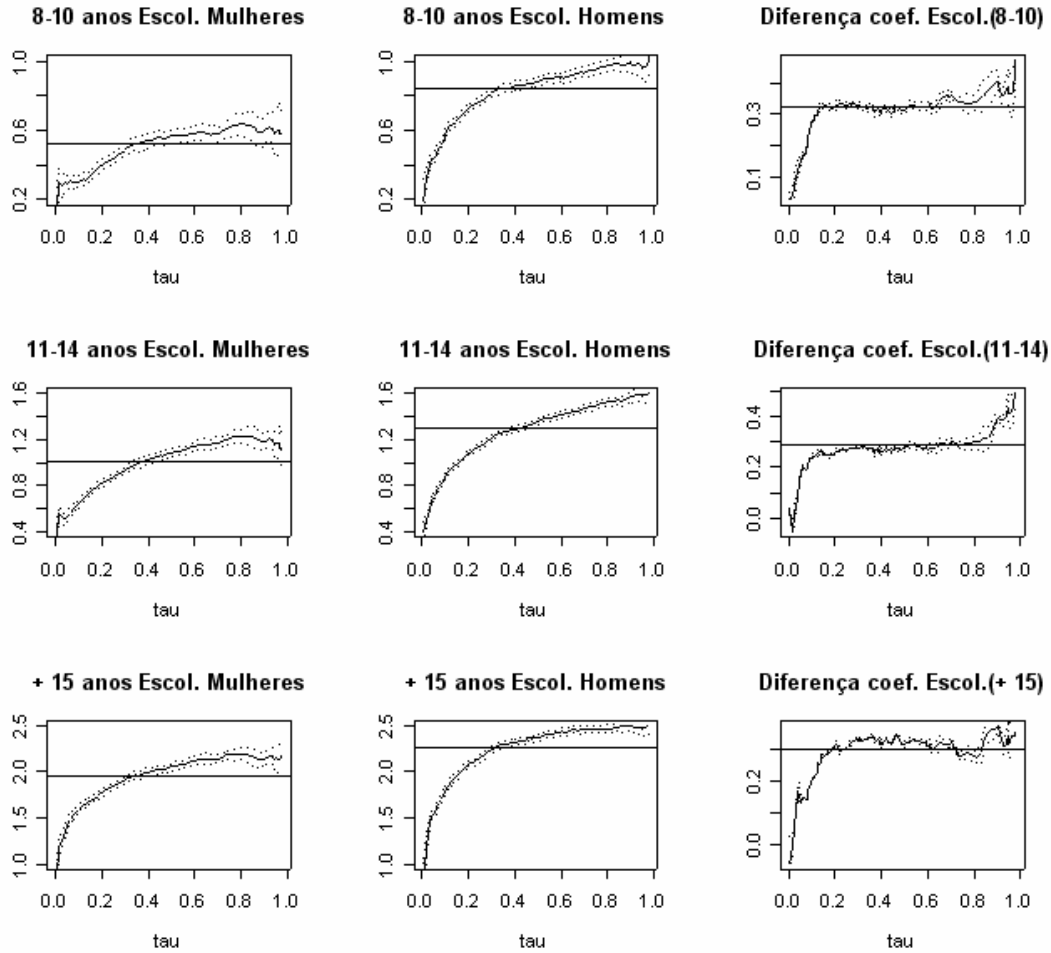 8-10 anos Escol. Mulheres
0.2 0.6 1.0
0.0 0.2 0.4 0.6 0.8 1.0
tau
8-10 anos Escol. Homens
0.2 0.6 1.0
0.0 0.2 0.4 0.6 0.8 1.0
tau
Diferença coef. Escol.(8-10)
0.1 0.3
0.0 0.2 0.4 0.6 0.8 1.0
tau
11-14 anos Escol. Mulheres
0.4 0.8 1.2 1.6
0.0 0.2 0.4 0.6 0.8 1.0
tau
11-14 anos Escol. Homens
0.4 0.8 1.2 1.6
0.0 0.2 0.4 0.6 0.8 1.0
tau
Diferença coef. Escol.(11-14)
0.0 0.2 0.4
0.0 0.2 0.4 0.6 0.8 1.0
tau
+ 15 anos Escol. Mulheres
1.0 1.5 2.0 2.5
0.0 0.2 0.4 0.6 0.8 1.0
tau
+ 15 anos Escol. Homens
1.0 1.5 2.0 2.5
0.0 0.2 0.4 0.6 0.8 1.0
tau
Diferença coef. Escol.(+ 15)
0.0 0.2
0.0 0.2 0.4 0.6 0.8 1.0
tau